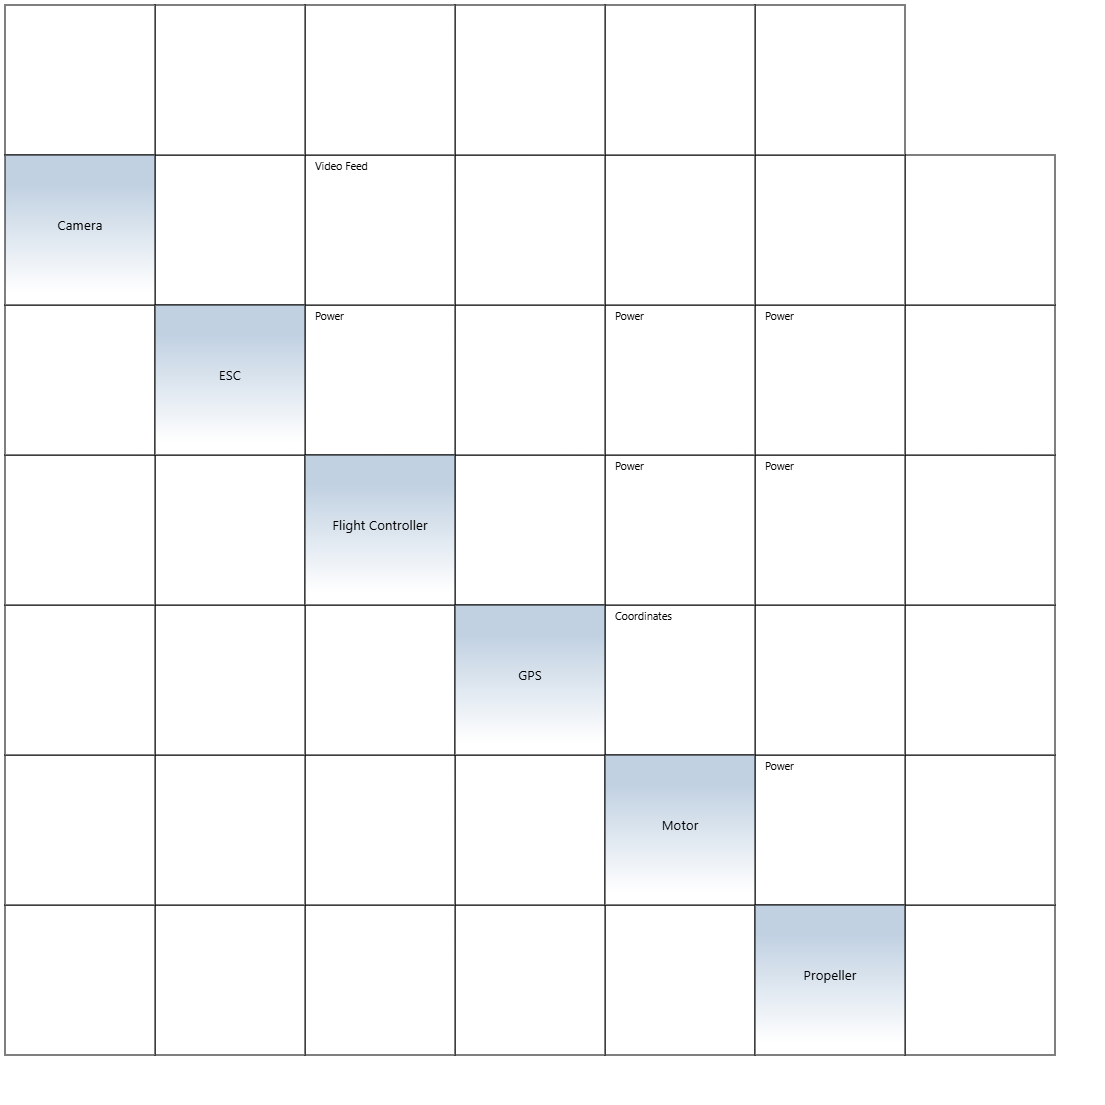 Video Feed
Camera
Power
Power
Power
ESC
Power
Power
Flight Controller
Coordinates
GPS
Power
Motor
Propeller